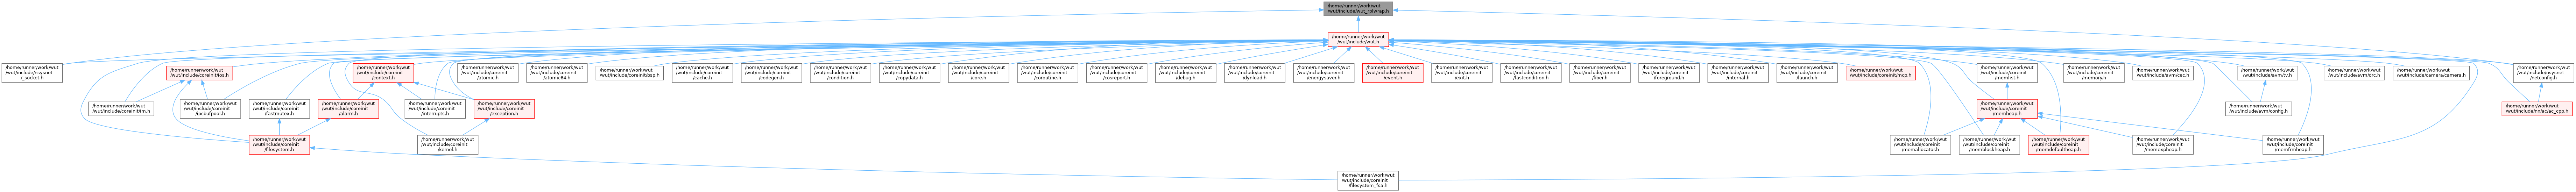 /home/runner/work/wut
/wut/include/wut_rplwrap.h
/home/runner/work/wut
/wut/include/wut.h
/home/runner/work/wut
/wut/include/nsysnet
/_socket.h
/home/runner/work/wut
/wut/include/coreinit/ios.h
/home/runner/work/wut
/wut/include/coreinit
/context.h
/home/runner/work/wut
/wut/include/coreinit
/atomic.h
/home/runner/work/wut
/wut/include/coreinit
/atomic64.h
/home/runner/work/wut
/wut/include/coreinit/bsp.h
/home/runner/work/wut
/wut/include/coreinit
/cache.h
/home/runner/work/wut
/wut/include/coreinit
/codegen.h
/home/runner/work/wut
/wut/include/coreinit
/condition.h
/home/runner/work/wut
/wut/include/coreinit
/copydata.h
/home/runner/work/wut
/wut/include/coreinit
/core.h
/home/runner/work/wut
/wut/include/coreinit
/coroutine.h
/home/runner/work/wut
/wut/include/coreinit
/cosreport.h
/home/runner/work/wut
/wut/include/coreinit
/debug.h
/home/runner/work/wut
/wut/include/coreinit
/dynload.h
/home/runner/work/wut
/wut/include/coreinit
/energysaver.h
/home/runner/work/wut
/wut/include/coreinit
/event.h
/home/runner/work/wut
/wut/include/coreinit
/exit.h
/home/runner/work/wut
/wut/include/coreinit
/fastcondition.h
/home/runner/work/wut
/wut/include/coreinit
/fiber.h
/home/runner/work/wut
/wut/include/coreinit
/foreground.h
/home/runner/work/wut
/wut/include/coreinit
/internal.h
/home/runner/work/wut
/wut/include/coreinit
/launch.h
/home/runner/work/wut
/wut/include/coreinit/mcp.h
/home/runner/work/wut
/wut/include/coreinit
/memlist.h
/home/runner/work/wut
/wut/include/coreinit
/memory.h
/home/runner/work/wut
/wut/include/avm/cec.h
/home/runner/work/wut
/wut/include/avm/tv.h
/home/runner/work/wut
/wut/include/avm/drc.h
/home/runner/work/wut
/wut/include/camera/camera.h
/home/runner/work/wut
/wut/include/nsysnet
/netconfig.h
/home/runner/work/wut
/wut/include/coreinit/im.h
/home/runner/work/wut
/wut/include/coreinit
/ipcbufpool.h
/home/runner/work/wut
/wut/include/coreinit
/fastmutex.h
/home/runner/work/wut
/wut/include/coreinit
/alarm.h
/home/runner/work/wut
/wut/include/coreinit
/interrupts.h
/home/runner/work/wut
/wut/include/coreinit
/exception.h
/home/runner/work/wut
/wut/include/coreinit
/memheap.h
/home/runner/work/wut
/wut/include/avm/config.h
/home/runner/work/wut
/wut/include/nn/ac/ac_cpp.h
/home/runner/work/wut
/wut/include/coreinit
/filesystem.h
/home/runner/work/wut
/wut/include/coreinit
/kernel.h
/home/runner/work/wut
/wut/include/coreinit
/memallocator.h
/home/runner/work/wut
/wut/include/coreinit
/memblockheap.h
/home/runner/work/wut
/wut/include/coreinit
/memdefaultheap.h
/home/runner/work/wut
/wut/include/coreinit
/memexpheap.h
/home/runner/work/wut
/wut/include/coreinit
/memfrmheap.h
/home/runner/work/wut
/wut/include/coreinit
/filesystem_fsa.h